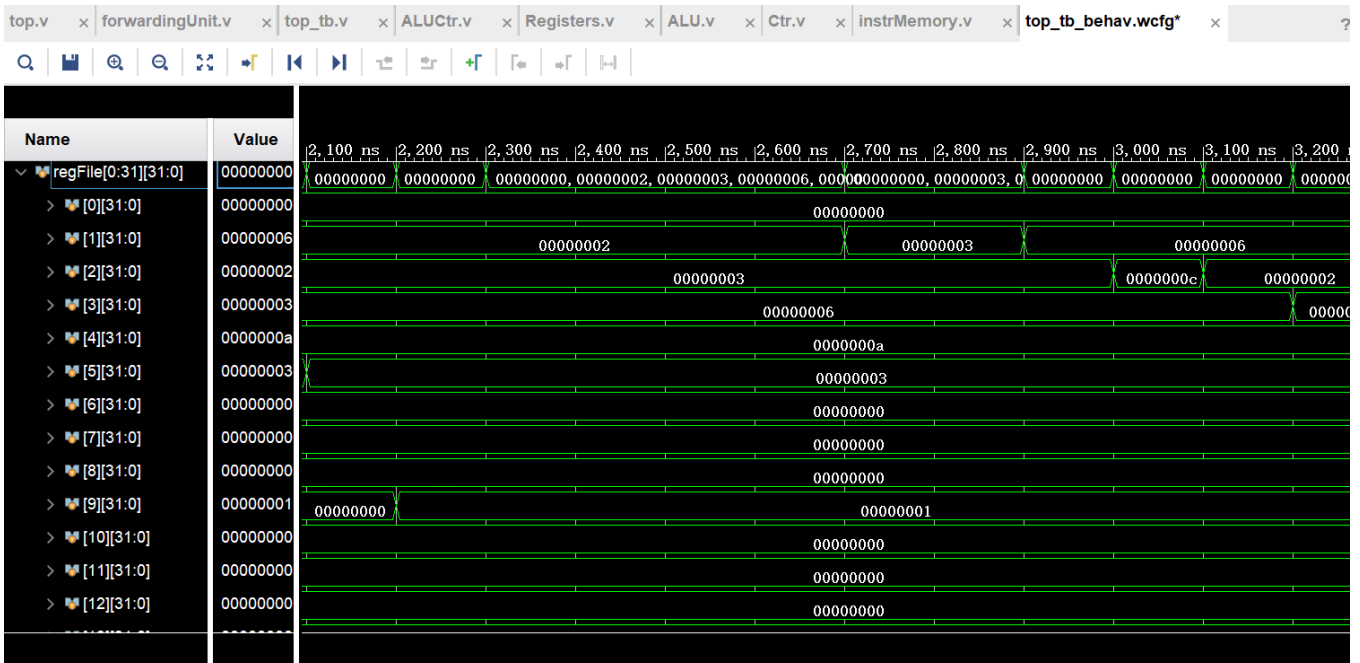 top.v × forwardingUnit.v × top_tb.v × ALUCtr.v × Registers.v × ALU.v × Ctr.v × instrMemory.v × top_tb_behav.wcfg* × ?
Name Value 2,100 ns 2,200 ns 2,300 ns 2,400 ns 2,500 ns 2,600 ns 2,700 ns 2,800 ns 2,900 ns 3,000 ns 3,100 ns 3,200
regFile[0:31][31:0] 00000000 00000000 00000000 00000000,00000002,00000003,00000006,000 00000000,00000003,0 00000000 00000000 00000000 000000
[0][31:0] 00000000 00000000
[1][31:0] 00000006 00000002 00000003 00000006
[2][31:0] 00000002 00000003 0000000c 00000002
[3][31:0] 00000003 00000006 00000
[4][31:0] 0000000a 0000000a
[5][31:0] 00000003 00000003
[6][31:0] 00000000 00000000
[7][31:0] 00000000 00000000
[8][31:0] 00000000 00000000
[9][31:0] 00000001 00000000 00000001
[10][31:0] 00000000 00000000
[11][31:0] 00000000 00000000
[12][31:0] 00000000 00000000